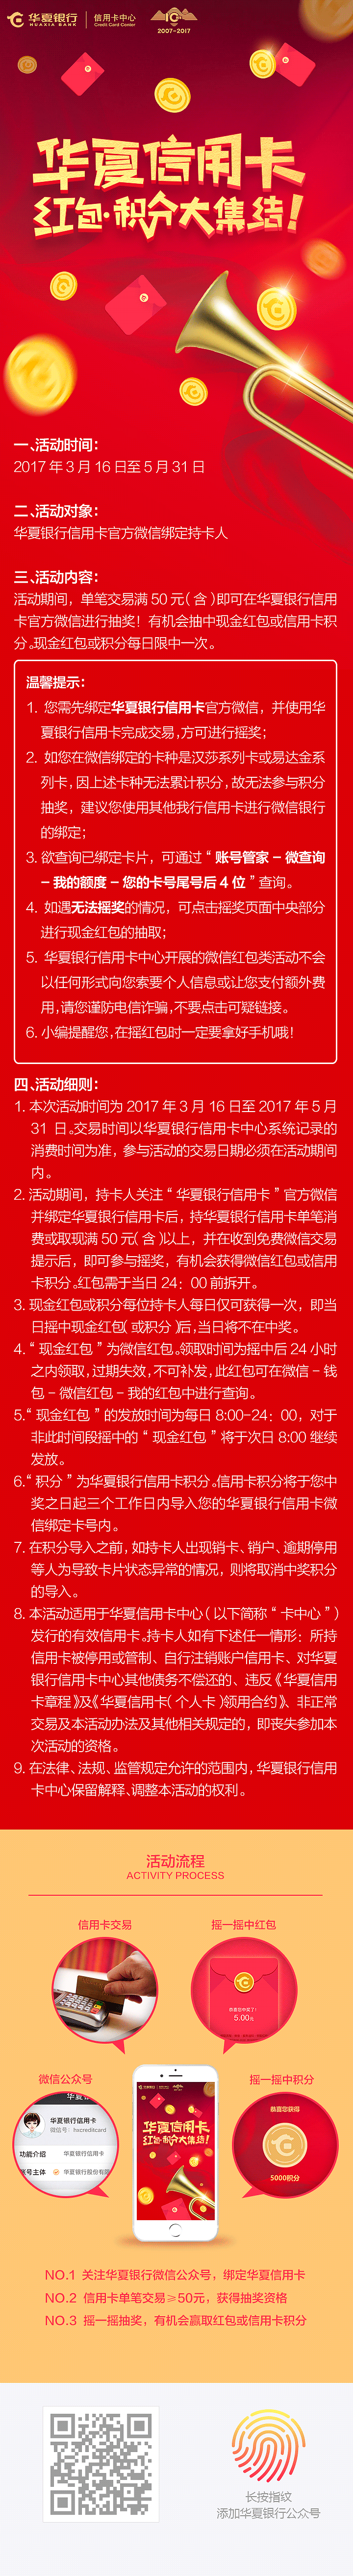 华夏银行
HUAXIA BANK
信用卡中心
Credit Card Center
10
2007-2017
华夏信用卡
红包·积分大集结!
一、活动时间：
2017 年 3 月 16 日至 5 月 31 日
二、活动对象：
华夏银行信用卡官方微信绑定持卡人
三、活动内容：
活动期间，单笔交易满 50 元（含）即可在华夏银行信用
卡官方微信进行抽奖！有机会抽中现金红包或信用卡积
分。现金红包或积分每日限中一次。
温馨提示：
1. 您需先绑定华夏银行信用卡官方微信，并使用华
夏银行信用卡完成交易，方可进行摇奖；
2. 如您在微信绑定的卡种是汉莎系列卡或易达金系
列卡，因上述卡种无法累计积分，故无法参与积分
抽奖，建议您使用其他我行信用卡进行微信银行
的绑定；
3. 欲查询已绑定卡片，可通过“账号管家 – 微查询
– 我的额度 – 您的卡号尾号后 4 位”查询。
4. 如遇无法摇奖的情况，可点击摇奖页面中央部分
进行现金红包的抽取；
5. 华夏银行信用卡中心开展的微信红包类活动不会
以任何形式向您索要个人信息或让您支付额外费
用，请您谨防电信诈骗，不要点击可疑链接。
6. 小编提醒您，在摇红包时一定要拿好手机哦！
四、活动细则：
1. 本次活动时间为 2017 年 3 月 16 日至 2017 年 5 月
31 日。交易时间以华夏银行信用卡中心系统记录的
消费时间为准，参与活动的交易日期必须在活动期间
内。
2. 活动期间，持卡人关注“华夏银行信用卡”官方微信
并绑定华夏银行信用卡后，持华夏银行信用卡单笔消
费或取现满 50 元（含）以上，并在收到免费微信交易
提示后，即可参与摇奖，有机会获得微信红包或信用
卡积分。红包需于当日 24：00 前拆开。
3. 现金红包或积分每位持卡人每日仅可获得一次，即当
日摇中现金红包（或积分）后，当日将不在中奖。
4.“现金红包”为微信红包。领取时间为摇中后 24 小时
之内领取，过期失效，不可补发，此红包可在微信 – 钱
包 – 微信红包 – 我的红包中进行查询。
5.“现金红包”的发放时间为每日 8:00-24：00，对于
非此时间段摇中的“现金红包”将于次日 8:00 继续
发放。
6.“积分”为华夏银行信用卡积分。信用卡积分将于您中
奖之日起三个工作日内导入您的华夏银行信用卡微
信绑定卡号内。
7. 在积分导入之前，如持卡人出现销卡、销户、逾期停用
等人为导致卡片状态异常的情况，则将取消中奖积分
的导入。
8. 本活动适用于华夏信用卡中心（以下简称“卡中心”）
发行的有效信用卡。持卡人如有下述任一情形：所持
信用卡被停用或管制、自行注销账户信用卡、对华夏
银行信用卡中心其他债务不偿还的、违反《华夏信用
卡章程》及《华夏信用卡（个人卡）领用合约》、非正常
交易及本活动办法及其他相关规定的，即丧失参加本
次活动的资格。
9. 在法律、法规、监管规定允许的范围内，华夏银行信用
卡中心保留解释、调整本活动的权利。
活动流程
ACTIVITY PROCESS
信用卡交易
摇一摇中红包
恭喜您中奖了!
5.00元
微信公众号
摇一摇中积分
华夏银行信用卡
微信号：hxcreditcard
功能介绍
华夏银行信用卡
账号主体
华夏银行股份有限
华夏信用卡
红包·积分大集结!
恭喜您获得
5000积分
NO.1 关注华夏银行微信公众号，绑定华夏信用卡
NO.2 信用卡单笔交易≥50元，获得抽奖资格
NO.3 摇一摇抽奖，有机会赢取红包或信用卡积分
长按指纹
添加华夏银行公众号